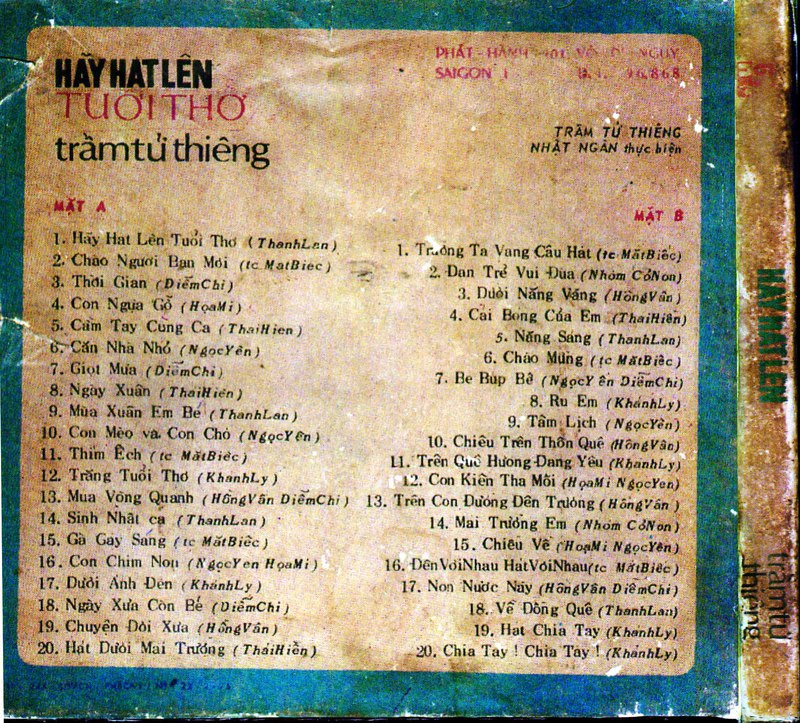 HÃY HAT LÊN
TUỔI THƠ
trầm tử thiêng
PHÁT-HÀNH
SAIGON I
TRẦM TỬ THIÊNG
NHẬT NGÂN thực hiện
MẶT A
1. Hãy Hat Lên Tuổi Thơ (ThanhLan)
2. Chào Người Bạn Mới (tc MắtBiếc)
3. Thời Gian (DiễmChi)
4. Con Ngựa Gỗ (HọaMi)
5. Cầm Tay Cùng Ca (TháiHiền)
6. Căn Nhà Nhỏ (NgọcYến)
7. Giọt Mưa (DiễmChi)
8. Ngày Xuân (TháiHiền)
9. Mùa Xuân Em Bé (ThanhLan)
10. Con Mèo và Con Chó (NgọcYến)
11. Thìm Ếch (tc MắtBiếc)
12. Trăng Tuổi Thơ (KhánhLy)
13. Múa Vòng Quanh (HồngVân DiễmChi)
14. Sinh Nhật ca (ThanhLan)
15. Gà Gáy Sáng (tc MắtBiếc)
16. Con Chim Non (NgọcYến HọaMi)
17. Dưới Ánh Đèn (KhánhLy)
18. Ngày Xưa Còn Bé (DiễmChi)
19. Chuyện Đời Xưa (HồngVân)
20. Hát Dưới Mái Trường (TháiHiền)
MẶT B
1. Trường Ta Vang Câu Hát (tc MắtBiếc)
2. Đàn Trẻ Vui Đùa (Nhóm CỏNon)
3. Dưới Nắng Vàng (HồngVân)
4. Cái Bóng Của Em (TháiHiền)
5. Nắng Sáng (ThanhLan)
6. Chào Mừng (tc MắtBiếc)
7. Be Búp Bê (NgọcYến DiễmChi)
8. Ru Em (KhánhLy)
9. Tấm Lịch (NgọcYến)
10. Chiều Trên Thôn Quê (HồngVân)
11. Trên Quê Hương Đáng Yêu (KhánhLy)
12. Con Kiến Tha Mồi (HọaMi NgọcYến)
13. Trên Con Đường Đến Trường (HồngVân)
14. Mái Trường Em (Nhóm CỏNon)
15. Chiều Về (HoạMi NgọcYến)
16. ĐếnVớiNhau HátVớiNhau (tc MắtBiếc)
17. Non Nước Này (HồngVân DiễmChi)
18. Về Đồng Quê (ThanhLan)
19. Hát Chia Tay (KhánhLy)
20. Chia Tay ! Chia Tay ! (KhánhLy)
HÃY HAT LEN
trầm tử
thiêng